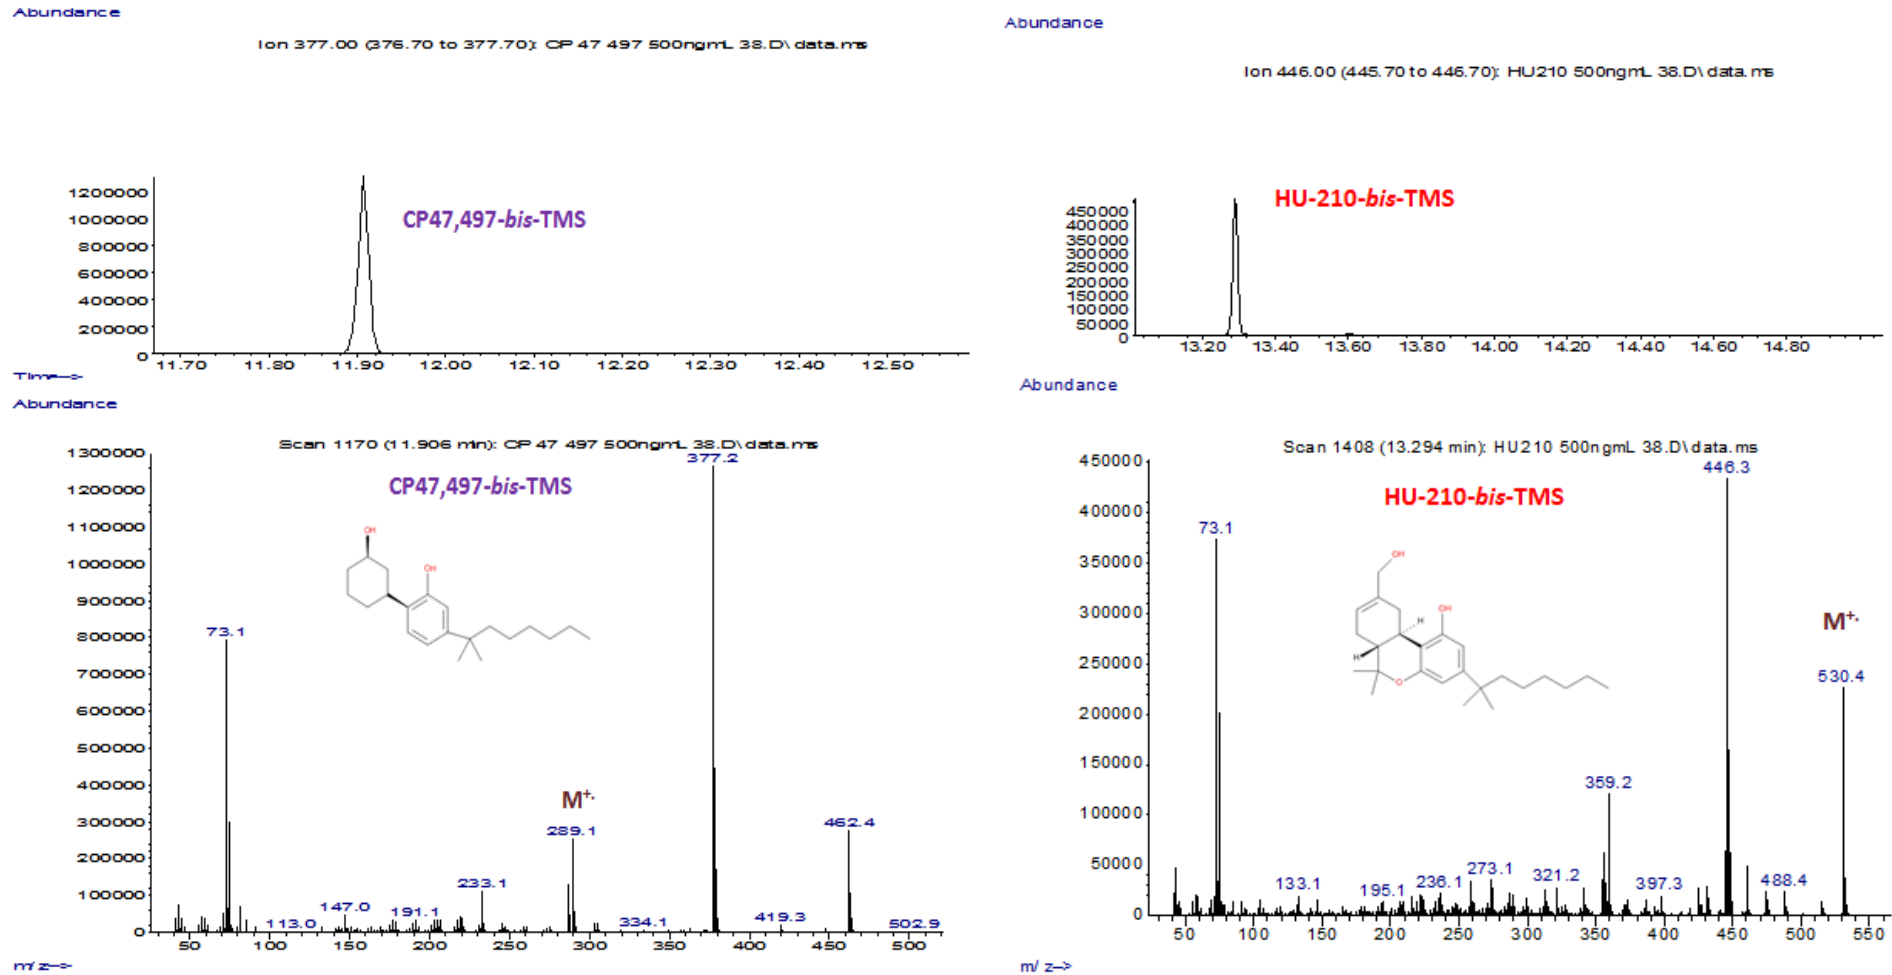 Abundance
Ion 377.00 (376.70 to 377.70): CP 47 497 500ngmL 38.D\data.ms
1200000
1000000
800000
600000
400000
200000
0
CP47,497-bis-TMS
11.70 11.80 11.90 12.00 12.10 12.20 12.30 12.40 12.50
Time-->
Abundance
Ion 446.00 (445.70 to 446.70): HU210 500ngmL 38.D\data.ms
450000
400000
350000
300000
250000
200000
150000
100000
50000
0
HU-210-bis-TMS
13.20 13.40 13.60 13.80 14.00 14.20 14.40 14.60 14.80
Abundance
Scan 1170 (11.906 min): CP 47 497 500ngmL 38.D\data.ms
1300000
1200000
1100000
1000000
900000
800000
700000
600000
500000
400000
300000
200000
100000
0
377.2
CP47,497-bis-TMS
OH
OH
73.1
M+.
289.1
462.4
233.1
147.0
191.1
113.0
334.1
419.3
502.9
50 100 150 200 250 300 350 400 450 500
m/z-->
Abundance
Scan 1408 (13.294 min): HU210 500ngmL 38.D\data.ms
450000
400000
350000
300000
250000
200000
150000
100000
50000
0
446.3
HU-210-bis-TMS
73.1
OH
OH
H
H
O
M+.
530.4
359.2
133.1
195.1
236.1
273.1
321.2
397.3
488.4
50 100 150 200 250 300 350 400 450 500 550
m/z-->